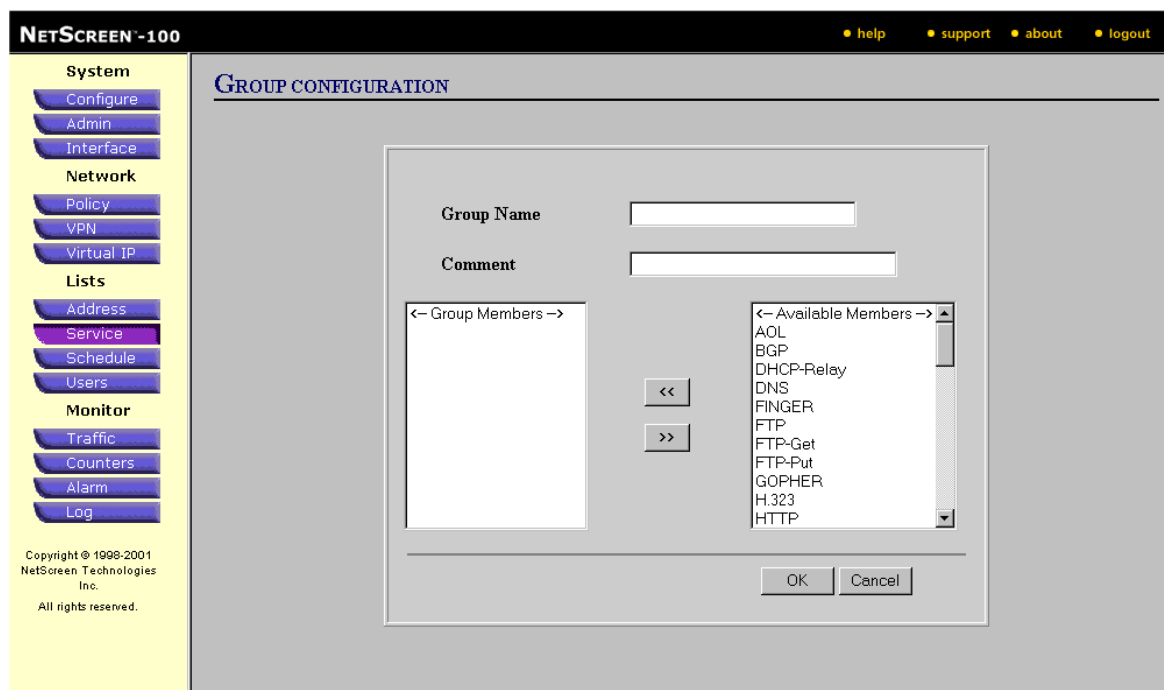 NETSCREEN™-100
help support about logout
System
Configure
Admin
Interface
Network
Policy
VPN
Virtual IP
Lists
Address
Service
Schedule
Users
Monitor
Traffic
Counters
Alarm
Log
Copyright © 1998-2001
NetScreen Technologies
Inc.
All rights reserved.
GROUP CONFIGURATION
Group Name
Comment
<-- Group Members -->
<<
>>
<-- Available Members -->
AOL
BGP
DHCP-Relay
DNS
FINGER
FTP
FTP-Get
FTP-Put
GOPHER
H.323
HTTP
OK Cancel